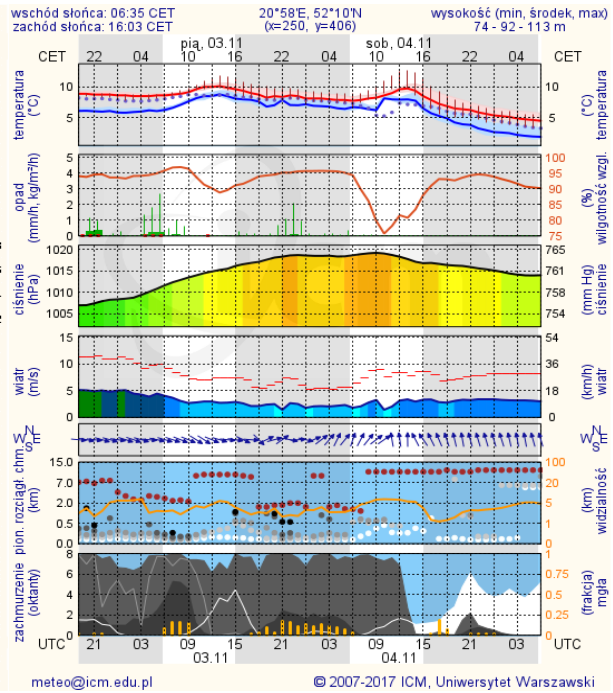 wschód słońca: 06:35 CET 20°58'E, 52°10'N wysokość (min, środek, max)
zachód słońca: 16:03 CET (x=250, y=406) 74 - 92 - 113 m
pią, 03.11 sob, 04.11
CET 22 04 10 16 22 04 10 16 22 04 CET
temperatura (°C) 10 5 10 5 temperatura (°C)
opad (mm/h, kg/m²/h) 5 4 3 2 1 0 100 95 90 85 80 75 (%) wilgotność wzgl.
ciśnienie (hPa) 1020 1015 1010 1005 765 761 758 754 (mm Hg) ciśnienie
wiatr (m/s) 15 10 5 0 54 36 18 0 (km/h) wiatr
N W E S N W E S
pion. rozciągł. chm. (km) 15.0 7.0 2.0 0.5 0.0 100 20 5 1 0 (km) widzialność
zachmurzenie (oktanty) 8 6 4 2 0 1 0.75 0.5 0.25 0 (frakcja) mgła
UTC 21 03 09 15 21 03 09 15 21 03 UTC
03.11 04.11
meteo@icm.edu.pl © 2007-2017 ICM, Uniwersytet Warszawski